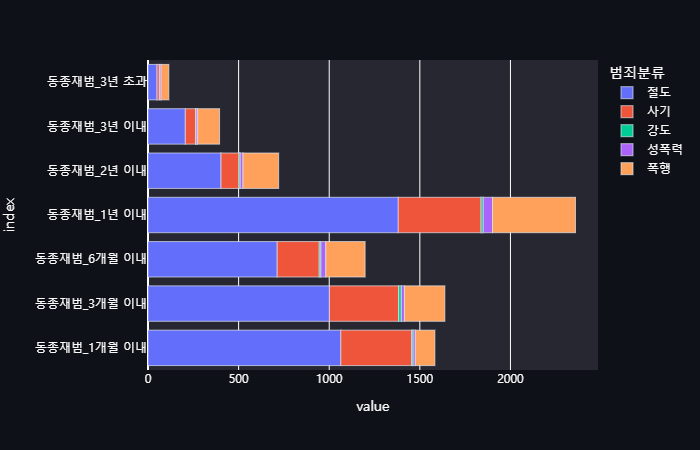 범죄분류
절도
사기
강도
성폭력
폭행
index
동종재범_3년 초과
동종재범_3년 이내
동종재범_2년 이내
동종재범_1년 이내
동종재범_6개월 이내
동종재범_3개월 이내
동종재범_1개월 이내
0 500 1000 1500 2000
value